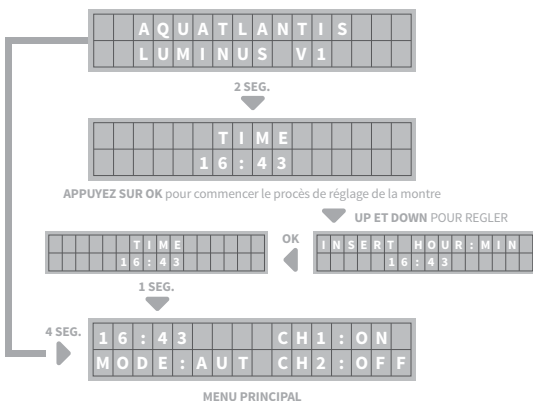 AQUATLANTIS
LUMINUS V1
2 SEG.
TIME
16:43
APPUYEZ SUR OK pour commencer le procès de réglage de la montre
UP ET DOWN POUR REGLER
TIME
16:43
OK
INSERT HOUR:MIN
16:43
1 SEG.
4 SEG.
16:43 CH1:ON
MODE:AUT CH2:OFF
MENU PRINCIPAL